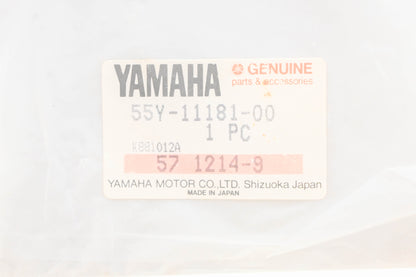 YAMAHA GENUINE
parts & accessories
55Y-11181-00
1 PC
K881012A
57 1214-9
YAMAHA MOTOR CO.,LTD. Shizuoka Japan
MADE IN JAPAN